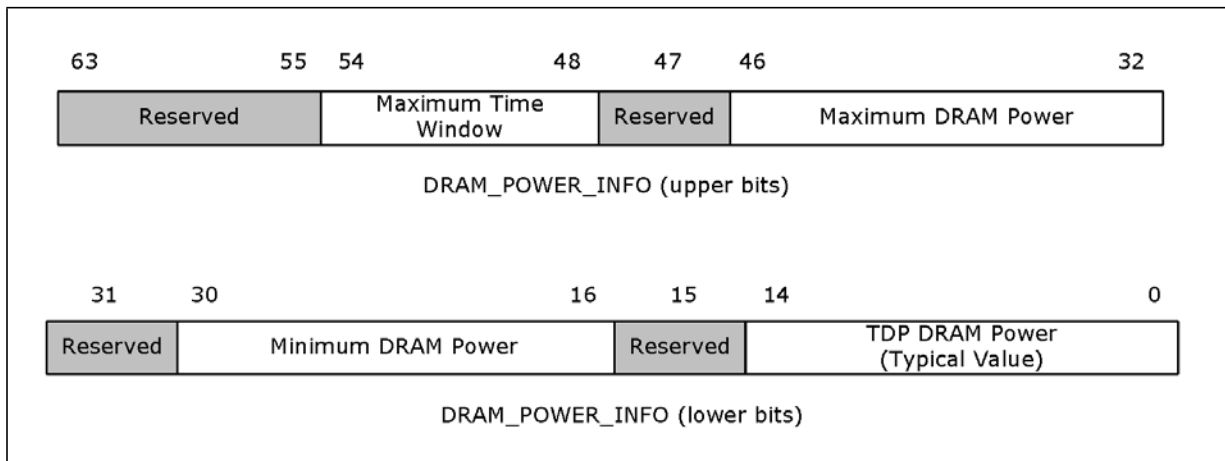 63 55 54 48 47 46 32
Reserved Maximum Time Window Reserved Maximum DRAM Power
DRAM_POWER_INFO (upper bits)
31 30 16 15 14 0
Reserved Minimum DRAM Power Reserved TDP DRAM Power (Typical Value)
DRAM_POWER_INFO (lower bits)